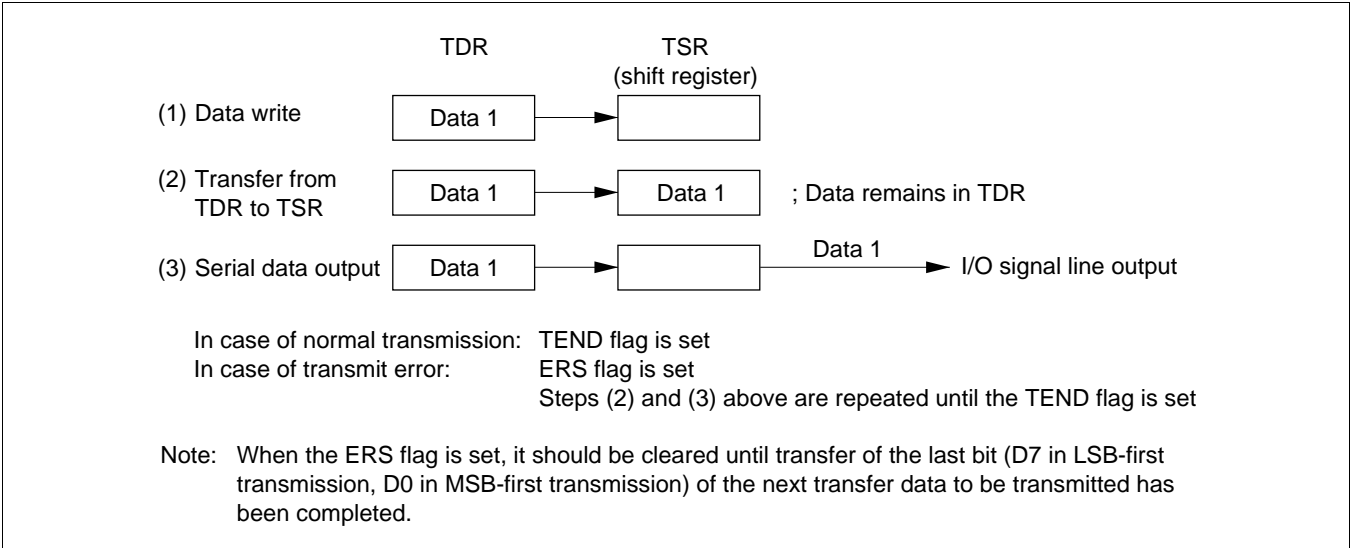 TDR TSR
(shift register)
(1) Data write Data 1
(2) Transfer from
TDR to TSR Data 1 Data 1 ; Data remains in TDR
(3) Serial data output Data 1 Data 1 I/O signal line output
In case of normal transmission: TEND flag is set
In case of transmit error: ERS flag is set
Steps (2) and (3) above are repeated until the TEND flag is set
Note: When the ERS flag is set, it should be cleared until transfer of the last bit (D7 in LSB-first
transmission, D0 in MSB-first transmission) of the next transfer data to be transmitted has
been completed.